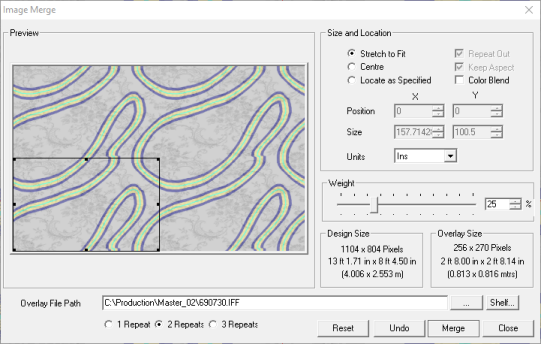 Image Merge
Preview
Size and Location
Stretch to Fit
Repeat Out
Centre
Keep Aspect
Locate as Specified
Color Blend
X Y
Position 0 0
Size 157.7142 100.5
Units Ins
Weight
25 %
Design Size
1104 x 804 Pixels
13 ft 1.71 in x 8 ft 4.50 in
(4.006 x 2.553 m)
Overlay Size
256 x 270 Pixels
2 ft 8.00 in x 2 ft 8.14 in
(0.813 x 0.816 mtrs)
Overlay File Path C:\Production\Master_02\690730.IFF ... Shelf...
1 Repeat 2 Repeats 3 Repeats
Reset Undo Merge Close